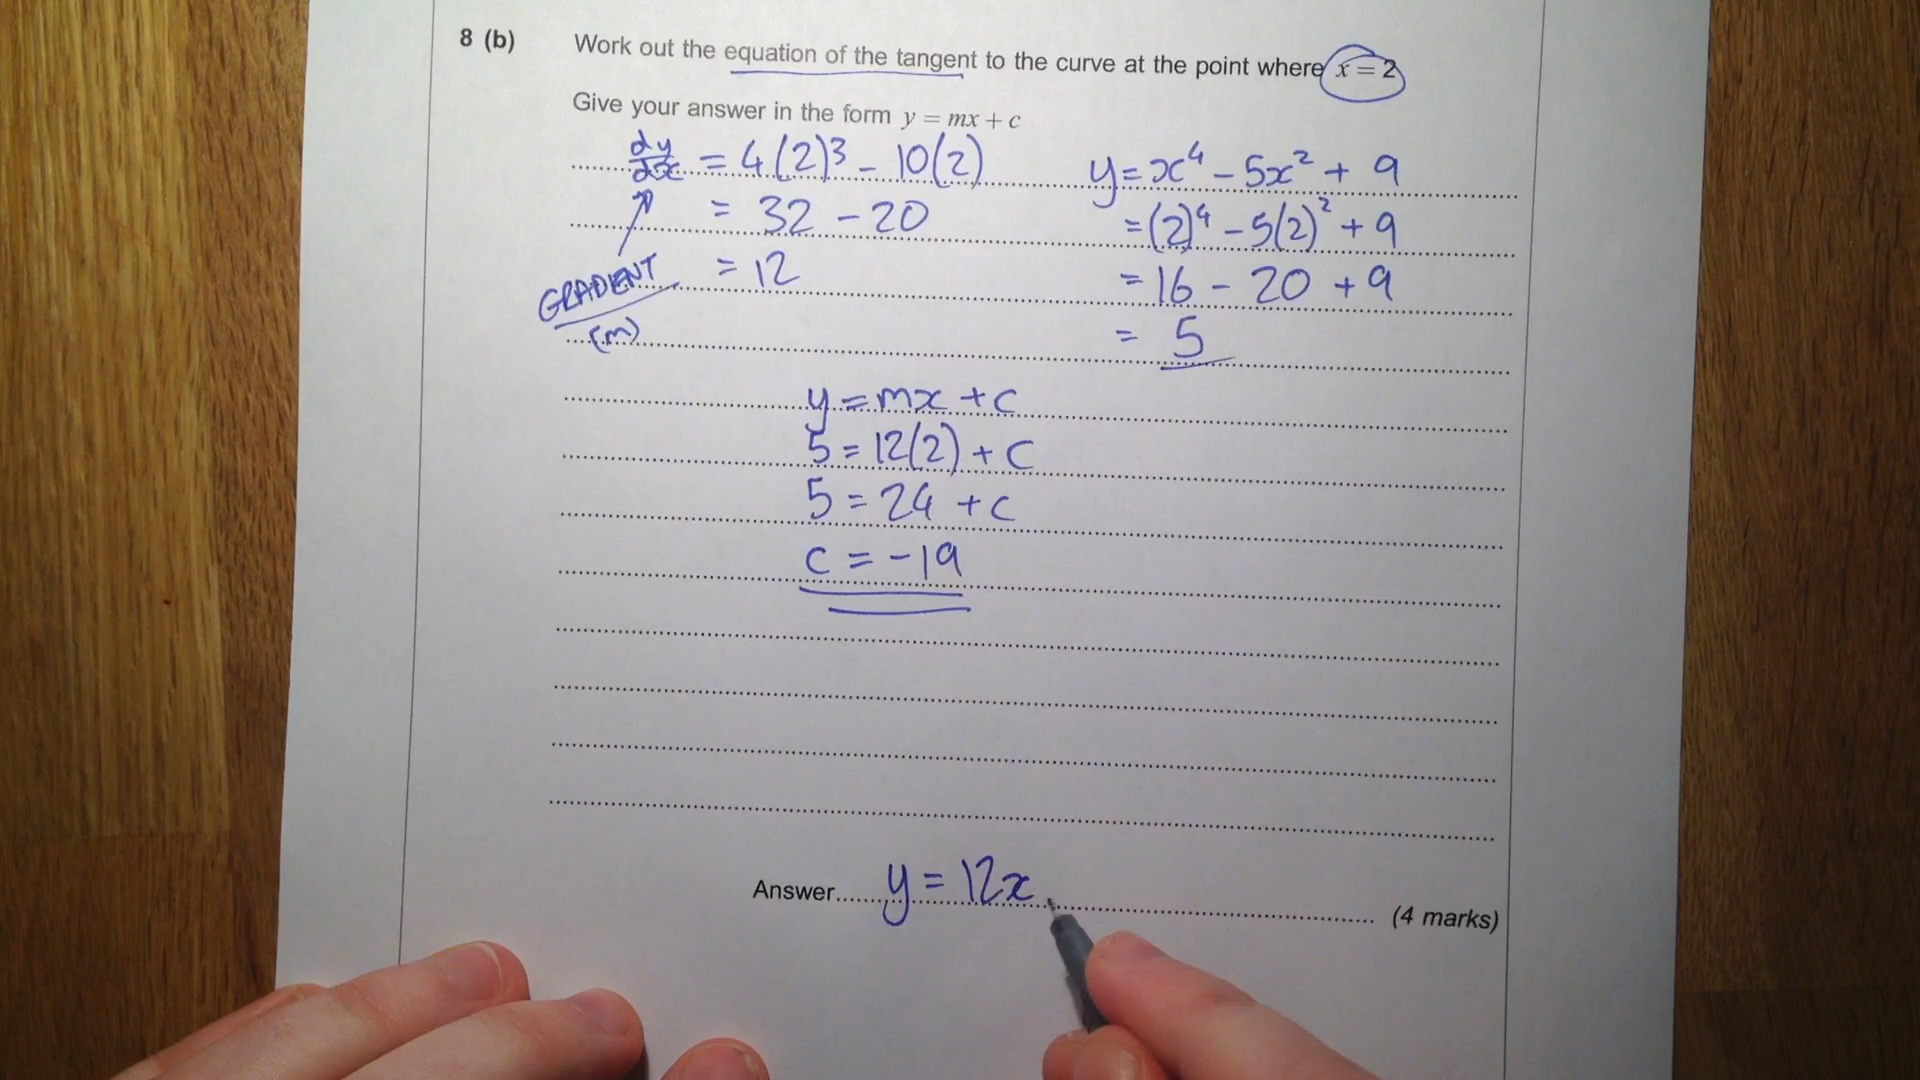 8 (b) Work out the equation of the tangent to the curve at the point where x = 2
Give your answer in the form y = mx + c
dy/dx = 4(2)³ - 10(2)
= 32 - 20
= 12
GRADIENT
(m)
y = x⁴ - 5x² + 9
= (2)⁴ - 5(2)² + 9
= 16 - 20 + 9
= 5
y = mx + c
5 = 12(2) + c
5 = 24 + c
c = -19
Answer y = 12x (4 marks)